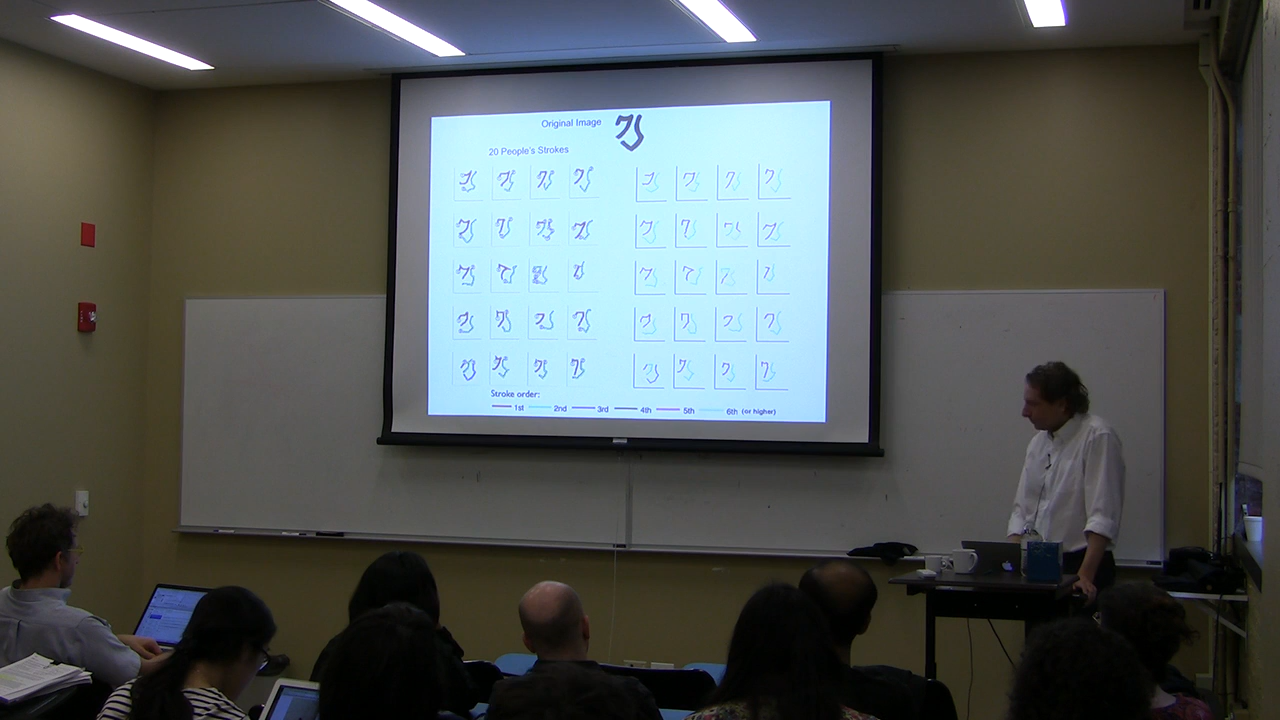 Original Image
20 People's Strokes
Stroke order:
1st 2nd 3rd 4th 5th 6th (or higher)